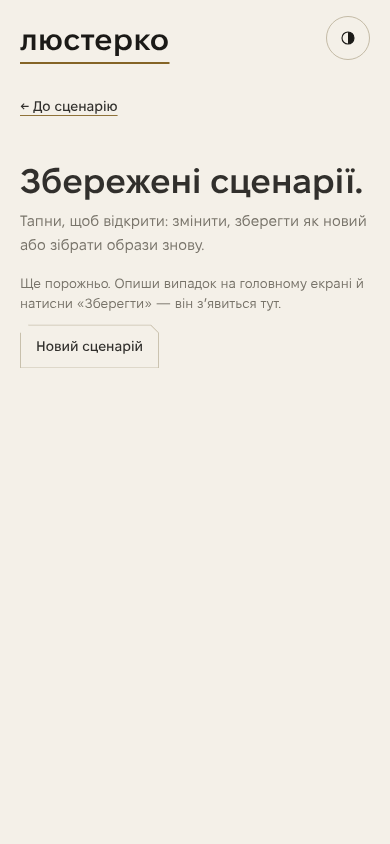 люстерко
← До сценарію
Збережені сценарії.
Тапни, щоб відкрити: змінити, зберегти як новий
або зібрати образи знову.
Ще порожньо. Опиши випадок на головному екрані й
натисни «Зберегти» — він з’явиться тут.
Новий сценарій